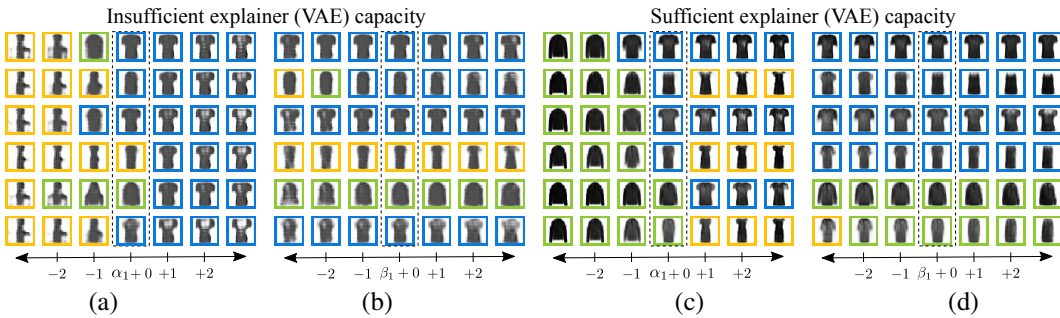 Insufficient explainer (VAE) capacity
Sufficient explainer (VAE) capacity
−2 −1 α₁+0 +1 +2
−2 −1 β₁+0 +1 +2
−2 −1 α₁+0 +1 +2
−2 −1 β₁+0 +1 +2
(a) (b) (c) (d)